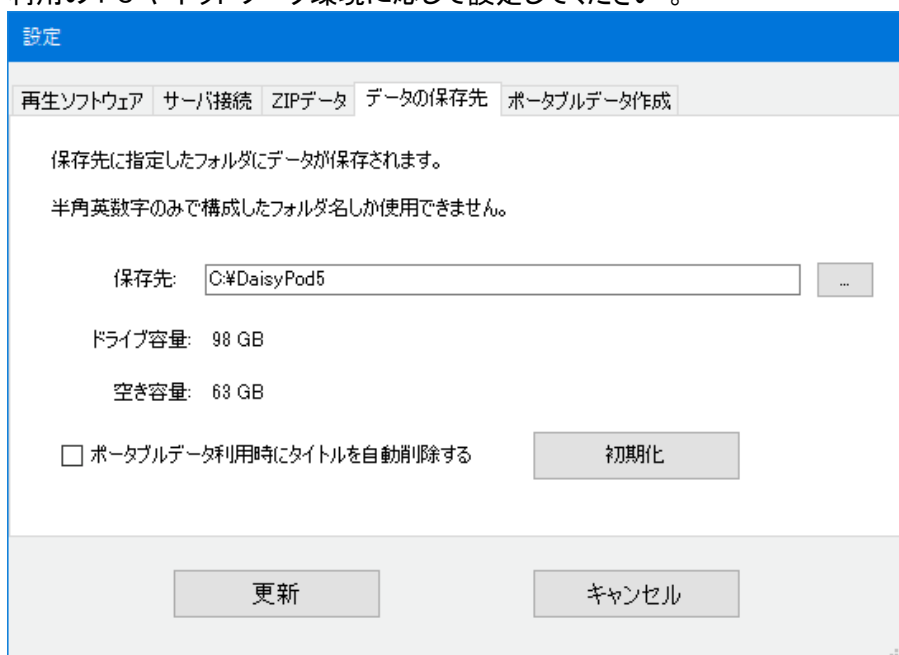 設定
再生ソフトウェア サーバ接続 ZIPデータ データの保存先 ポータブルデータ作成
保存先に指定したフォルダにデータが保存されます。
半角英数字のみで構成したフォルダ名しか使用できません。
保存先: C:¥DaisyPod5 ...
ドライブ容量: 98 GB
空き容量: 63 GB
ポータブルデータ利用時にタイトルを自動削除する 初期化
更新 キャンセル